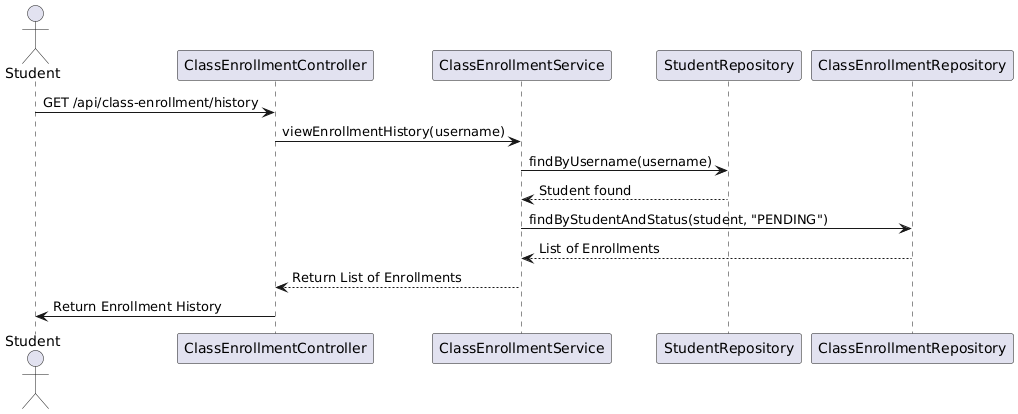 Student
ClassEnrollmentController
ClassEnrollmentService
StudentRepository
ClassEnrollmentRepository
GET /api/class-enrollment/history
viewEnrollmentHistory(username)
findByUsername(username)
Student found
findByStudentAndStatus(student, "PENDING")
List of Enrollments
Return List of Enrollments
Return Enrollment History
Student
ClassEnrollmentController
ClassEnrollmentService
StudentRepository
ClassEnrollmentRepository